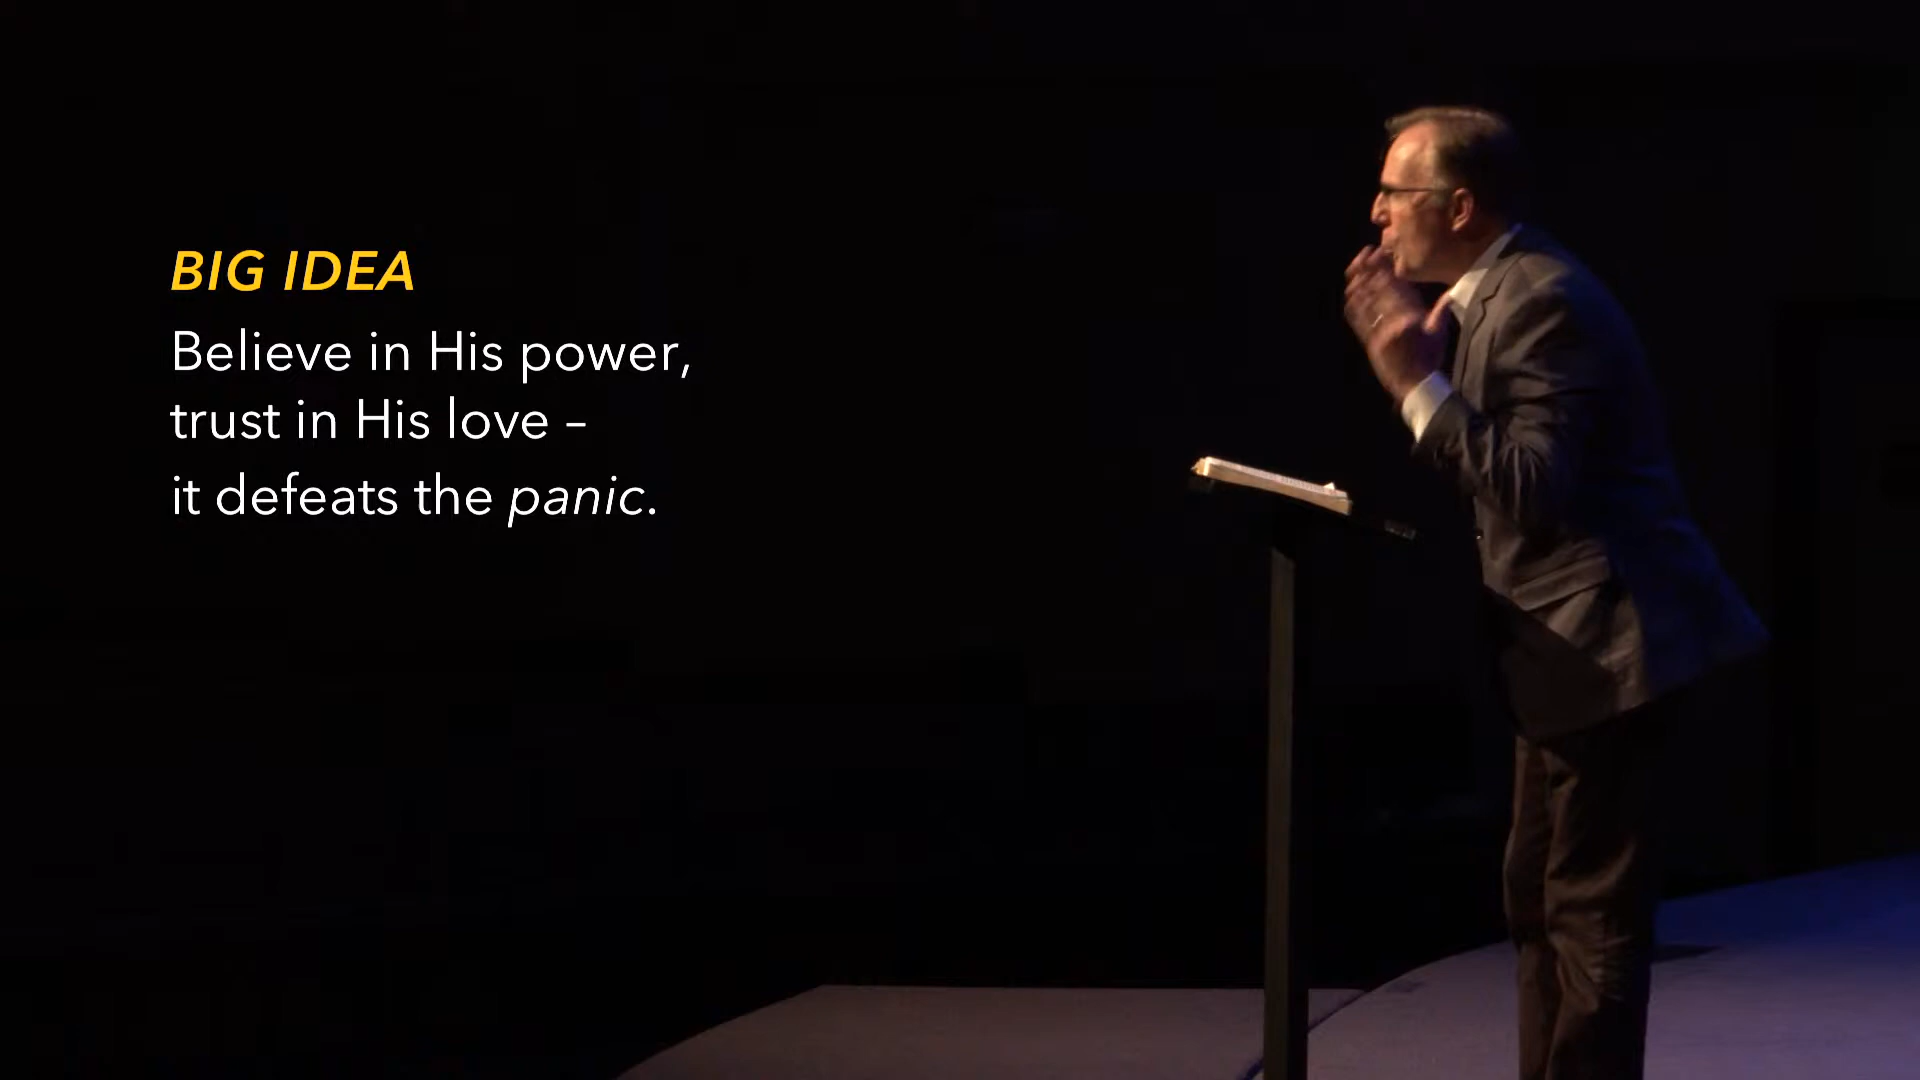 BIG IDEA
Believe in His power,
trust in His love –
it defeats the panic.